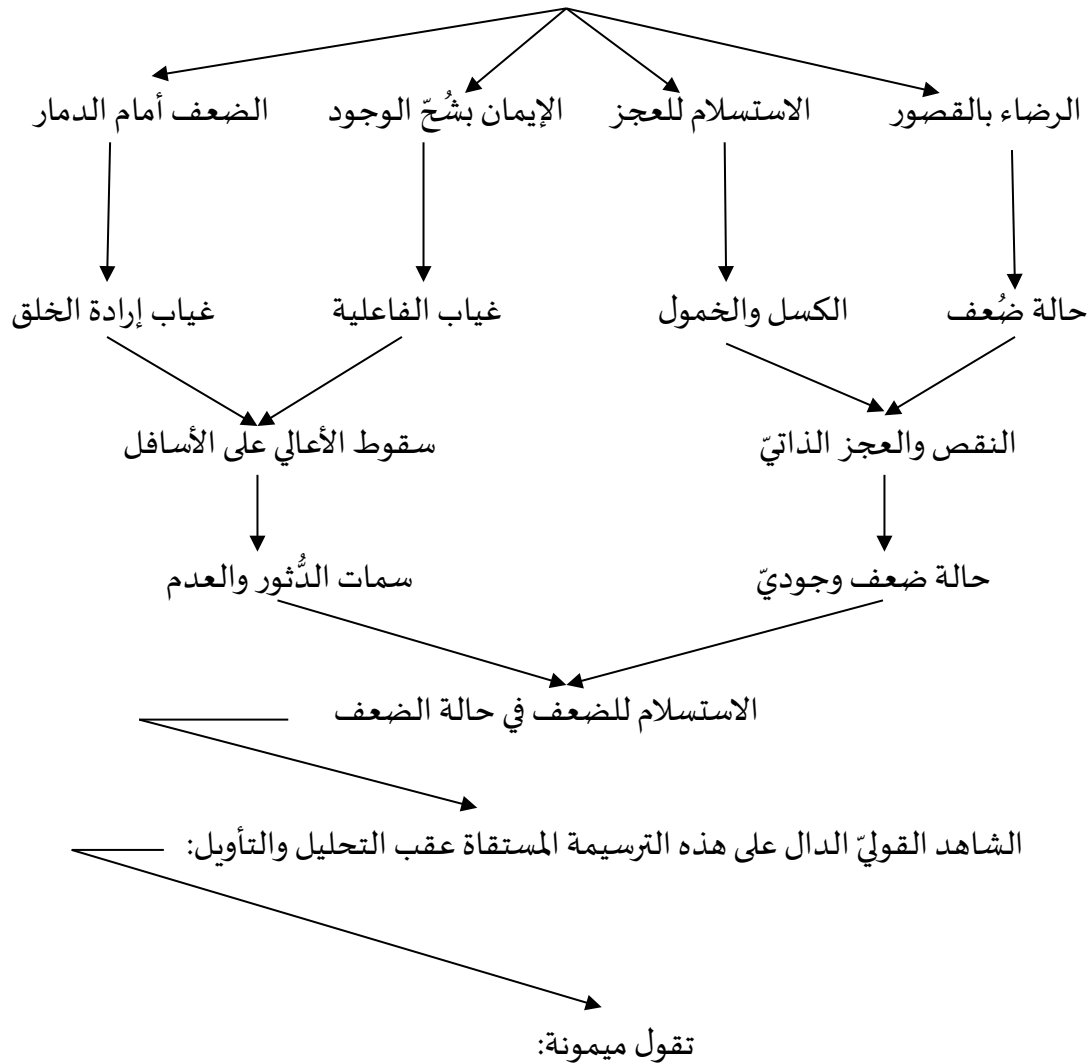 الرضاء بالقصور الاستسلام للعجز الإيمان بشُحّ الوجود الضعف أمام الدمار
حالة ضُعف الكسل والخمول غياب الفاعلية غياب إرادة الخلق
النقص والعجز الذاتيّ سقوط الأعالي على الأسافل
حالة ضعف وجوديّ سمات الدُّثور والعدم
الاستسلام للضعف في حالة الضعف
الشاهد القوليّ الدال على هذه الترسيمة المستقاة عقب التحليل والتأويل:
تقول ميمونة: